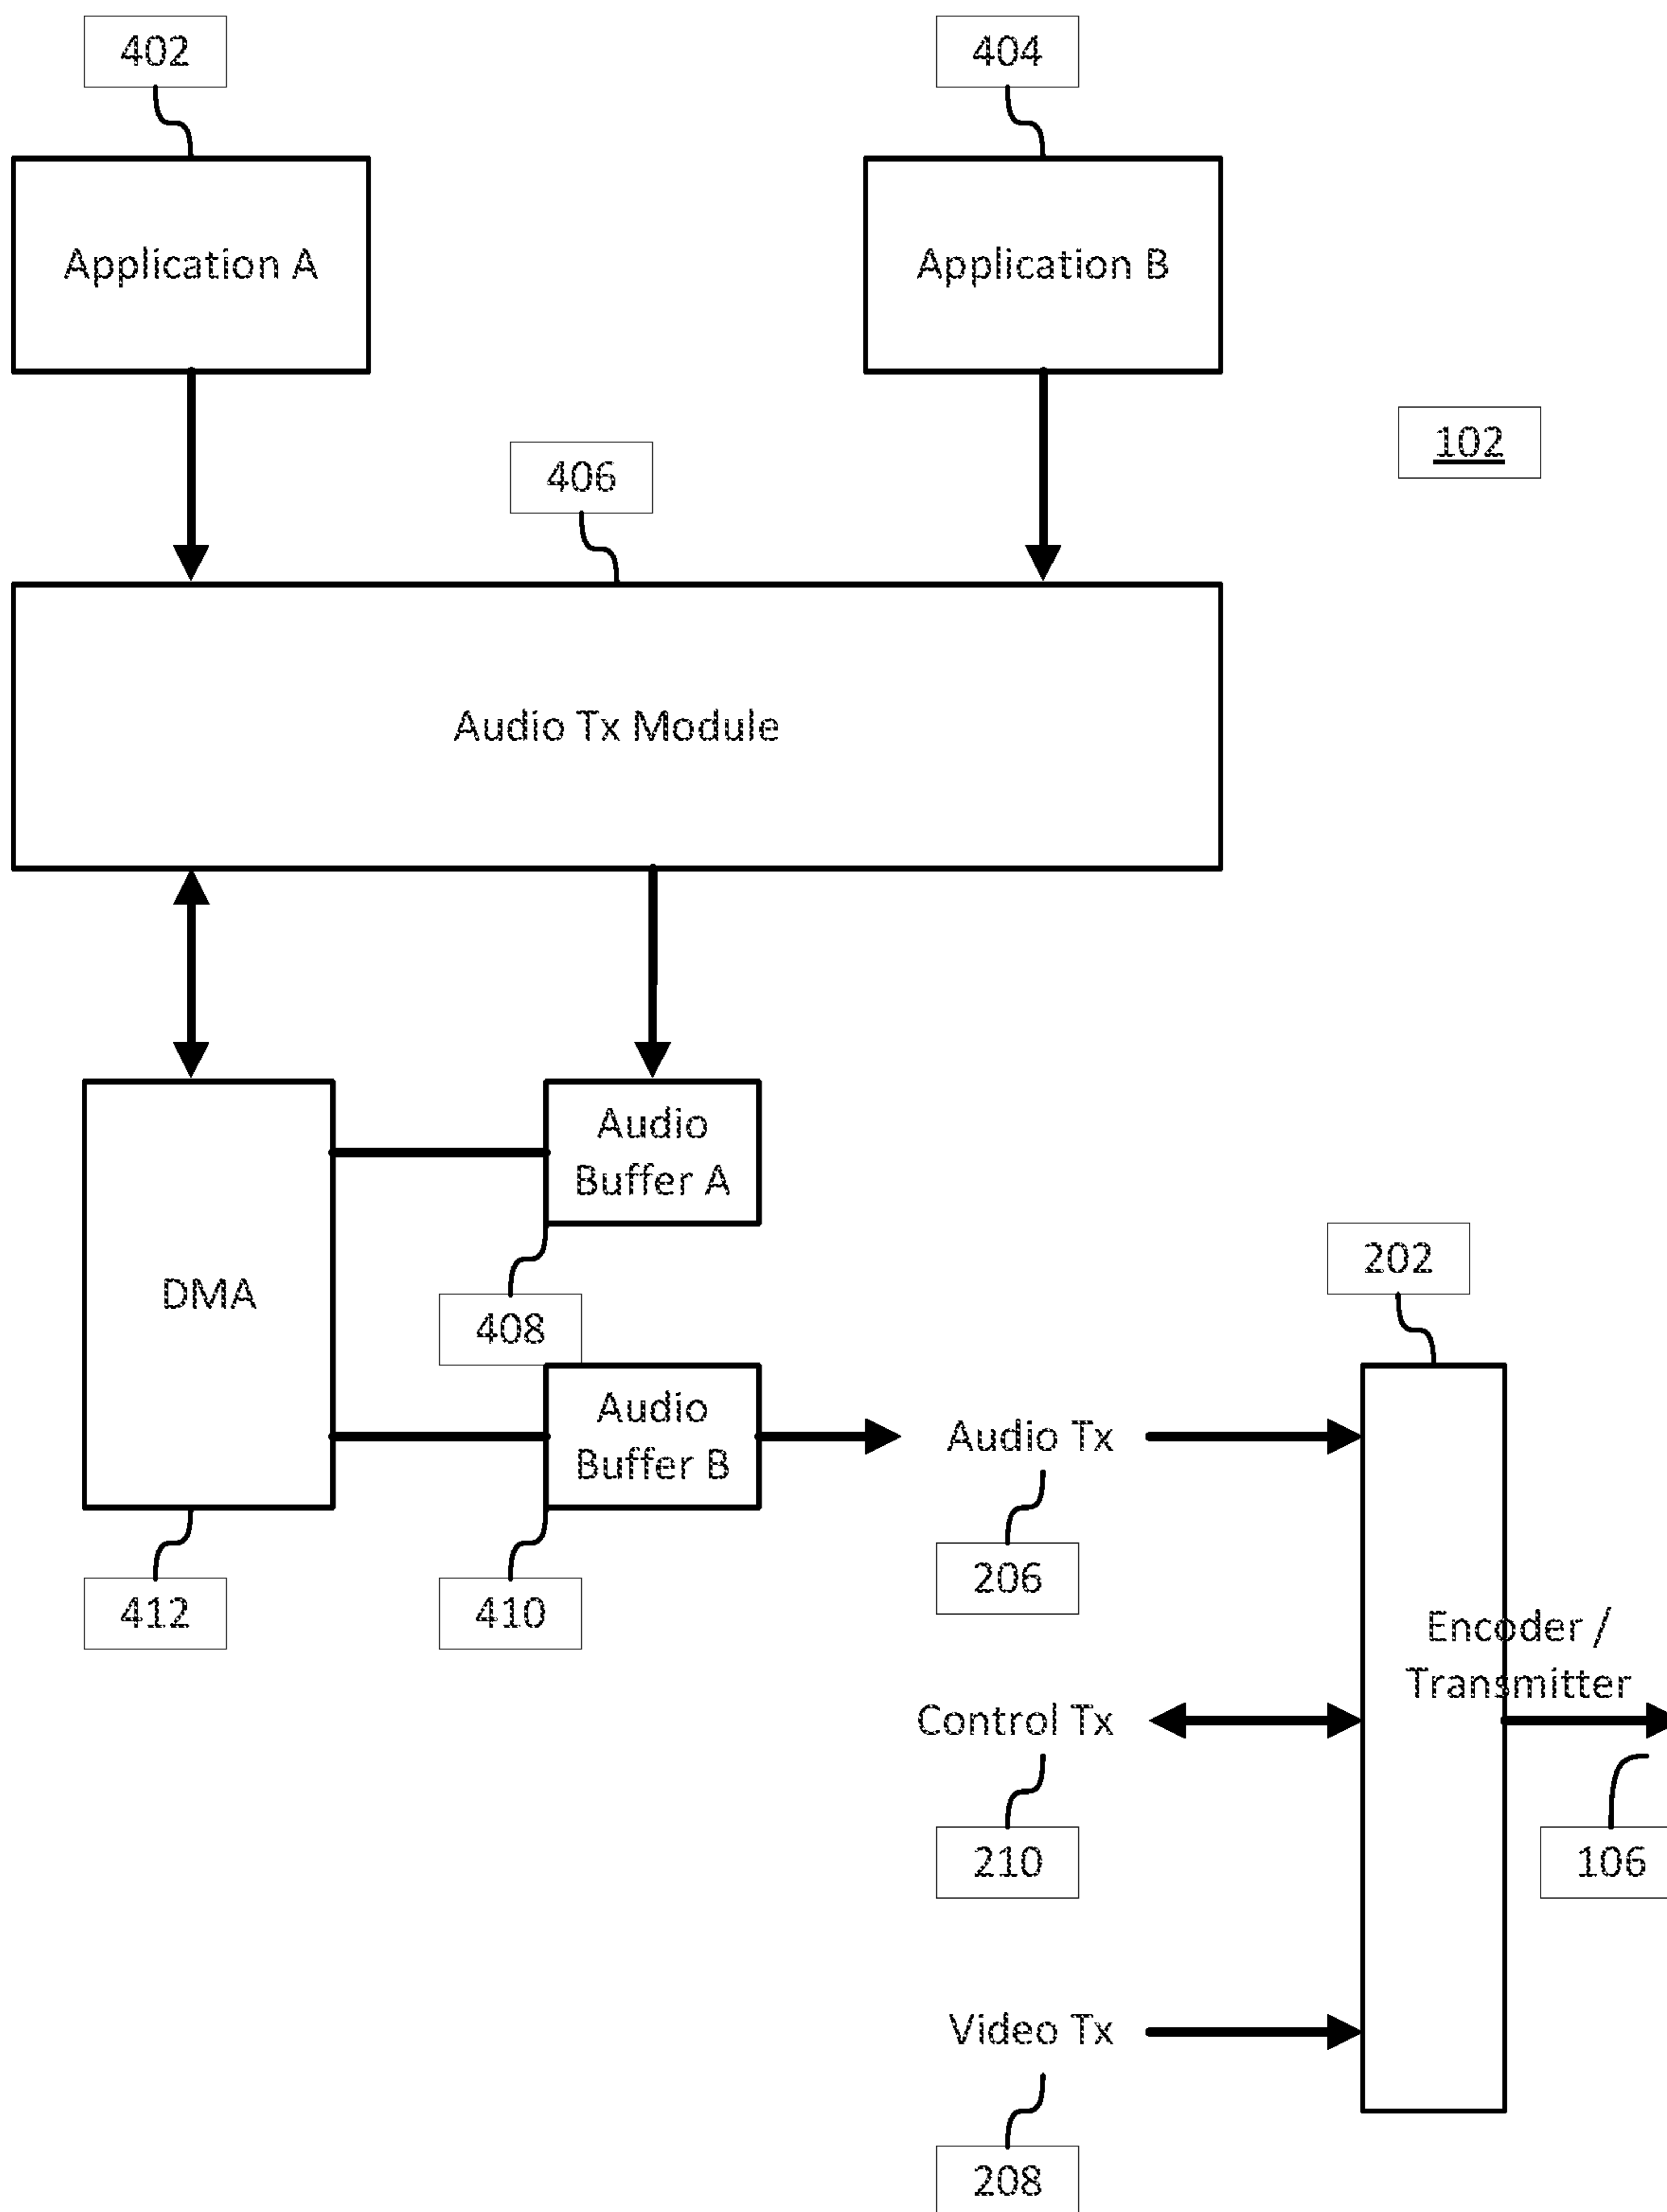 402
404
Application A
Application B
102
406
Audio Tx Module
Audio
Buffer A
DMA
408
202
Audio
Buffer B
Audio Tx
412
410
206
Encoder /
Transmitter
Control Tx
210
106
Video Tx
208